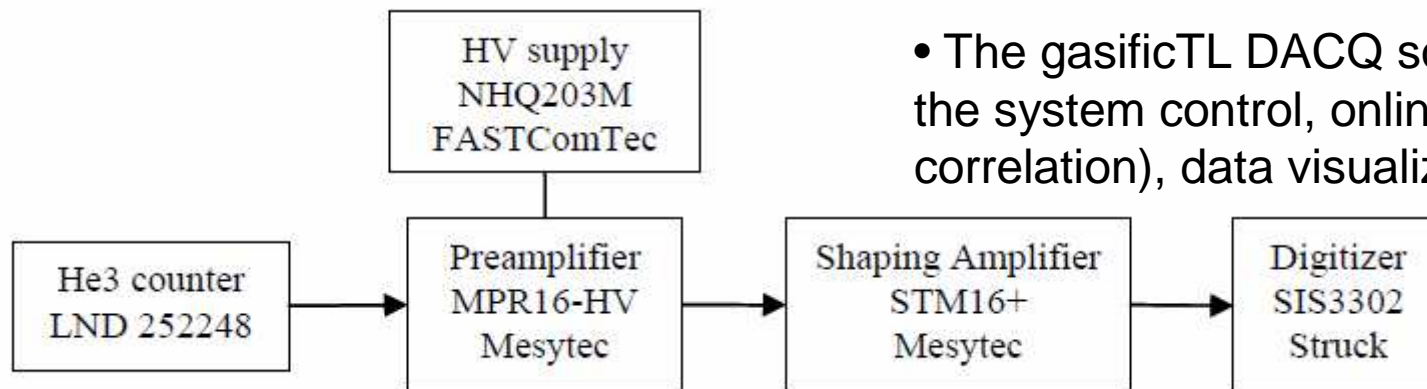 HV supply
NHQ203M
FASTComTec
• The gasificTL DACQ s
the system control, onlin
correlation), data visualiz
He3 counter
LND 252248
Preamplifier
MPR16-HV
Mesytec
Shaping Amplifier
STM16+
Mesytec
Digitizer
SIS3302
Struck